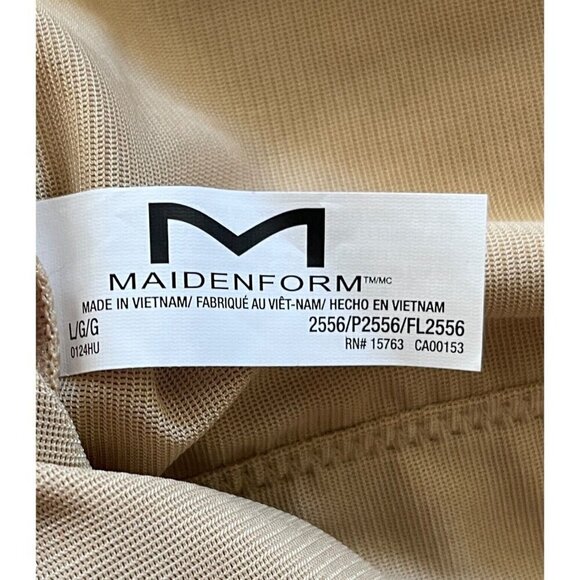 M
MAIDENFORM™/MC
MADE IN VIETNAM/ FABRIQUÉ AU VIÊT-NAM/ HECHO EN VIETNAM
L/G/G 2556/P2556/FL2556
0124HU RN# 15763 CA00153